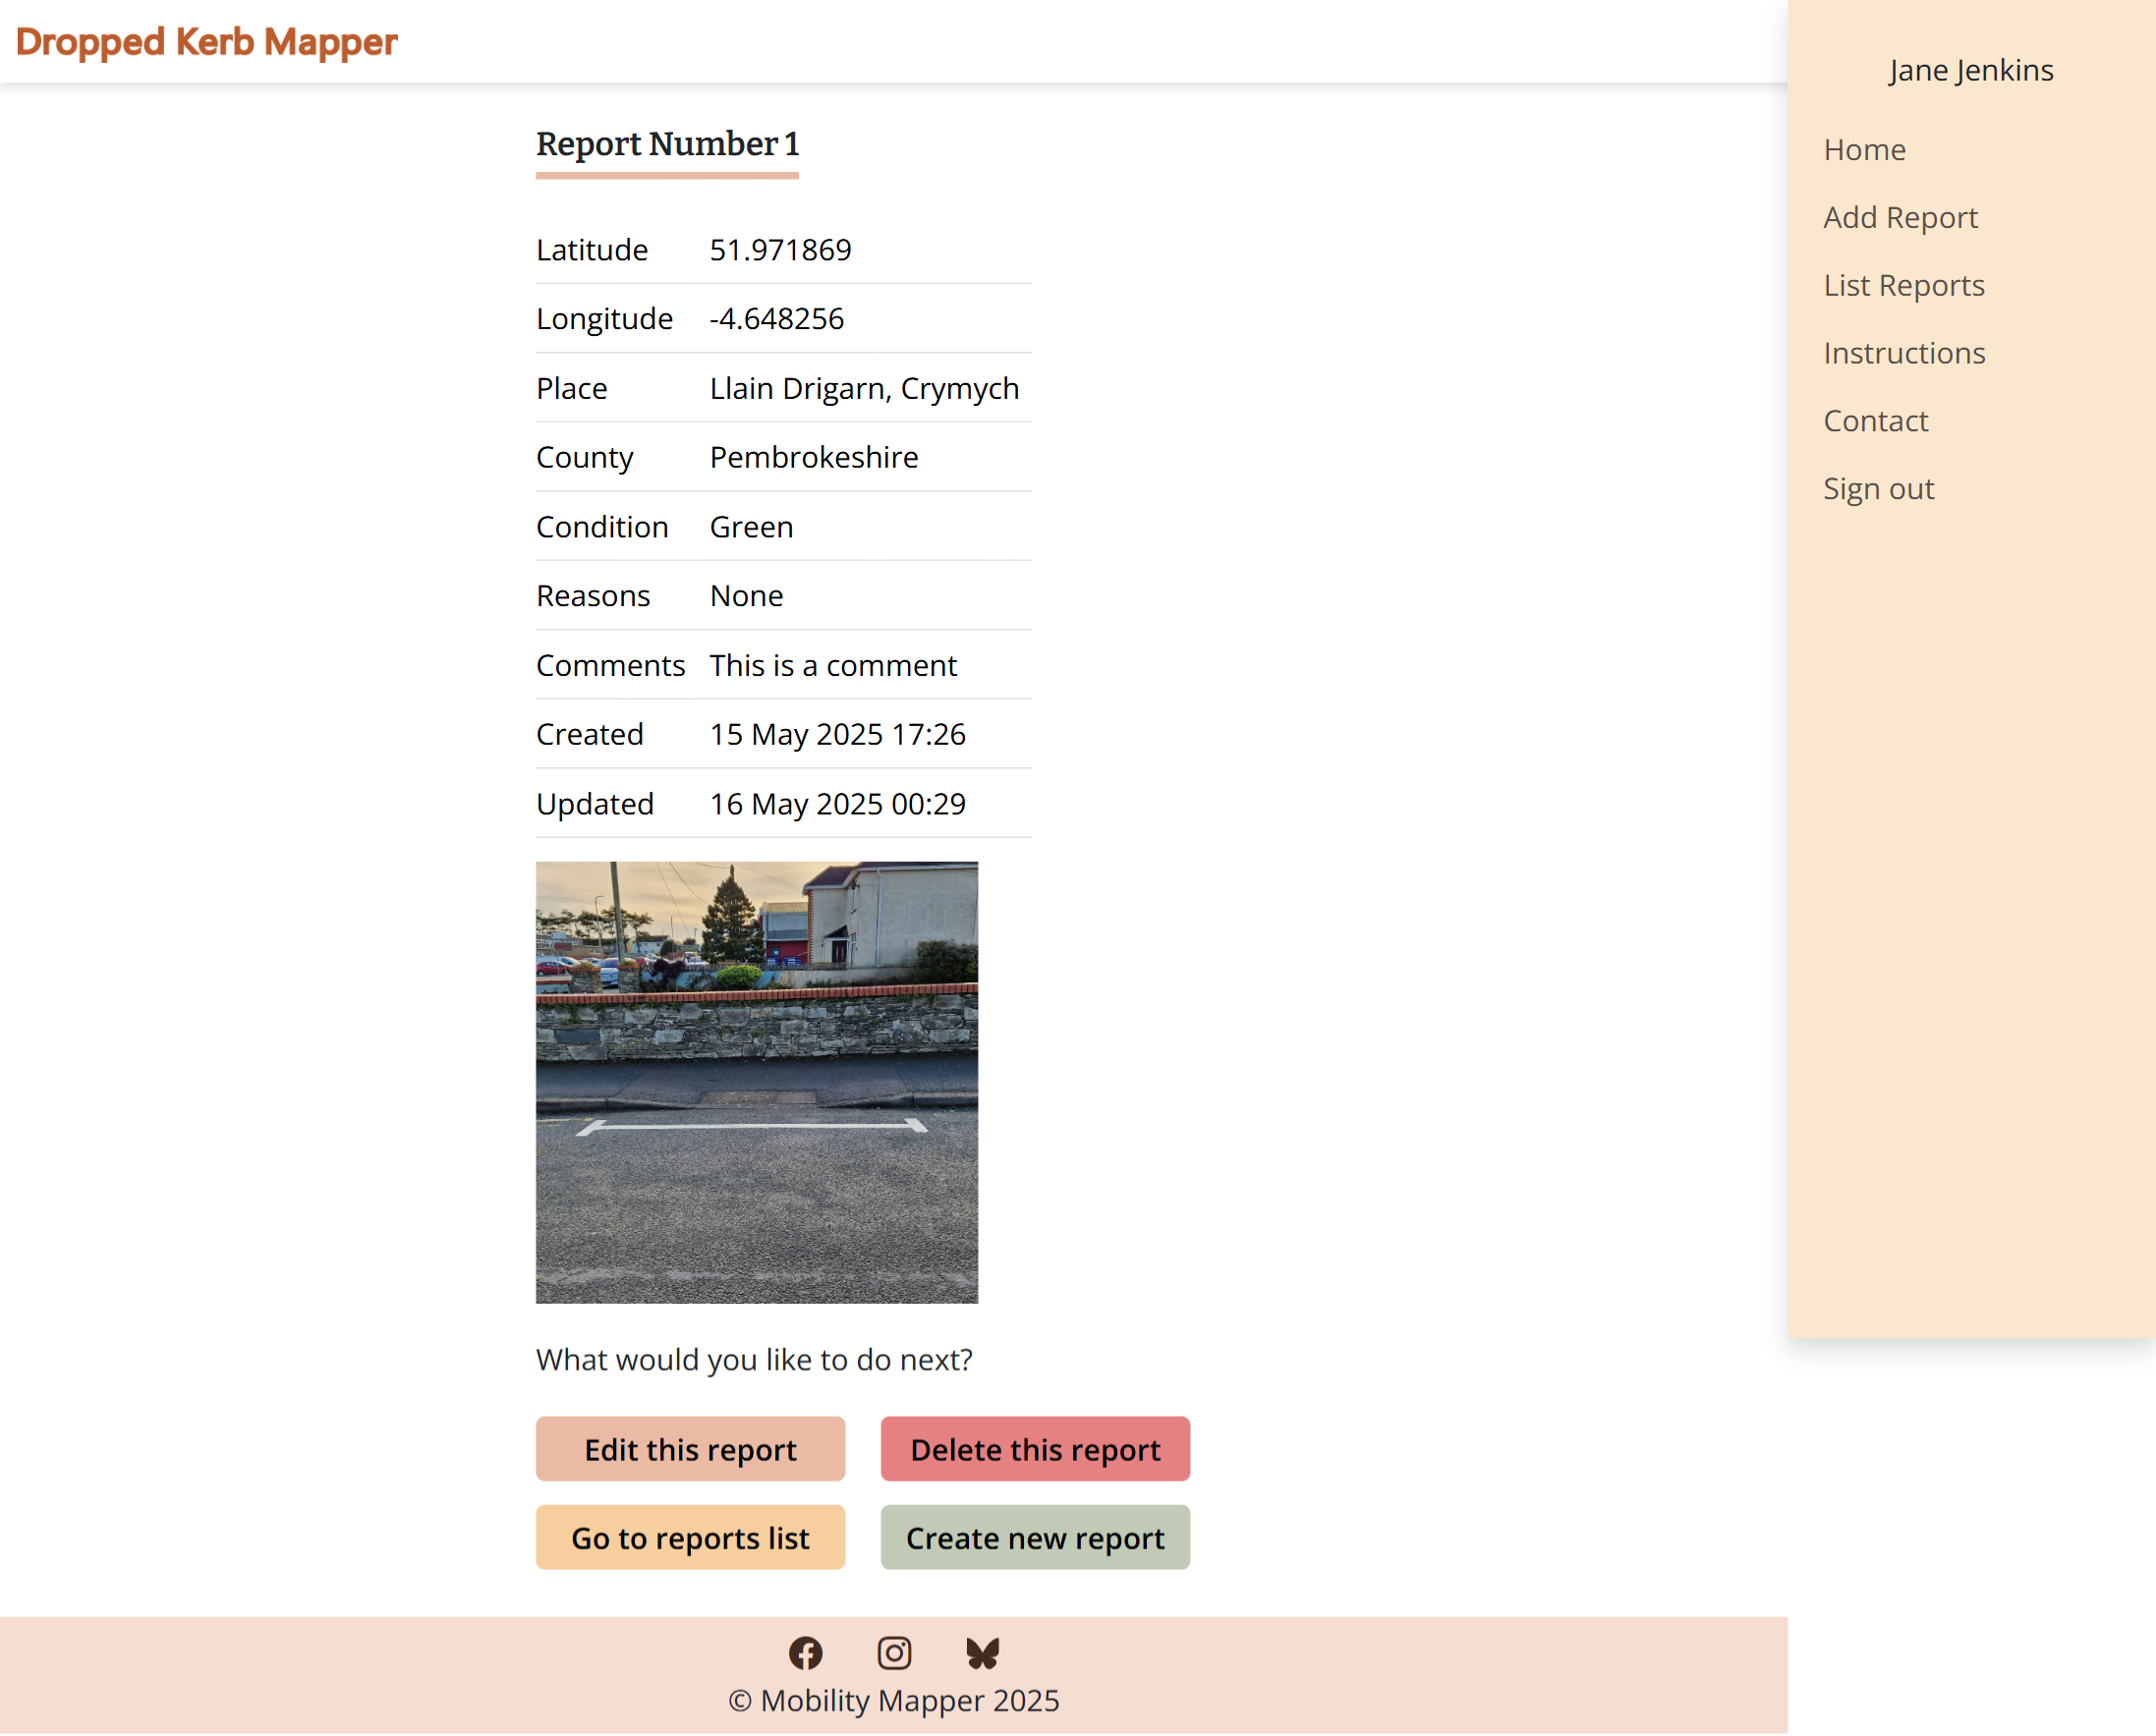 Dropped Kerb Mapper
Jane Jenkins
Home
Add Report
List Reports
Instructions
Contact
Sign out
Report Number 1
Latitude 51.971869
Longitude -4.648256
Place Llain Drigarn, Crymych
County Pembrokeshire
Condition Green
Reasons None
Comments This is a comment
Created 15 May 2025 17:26
Updated 16 May 2025 00:29
What would you like to do next?
Edit this report Delete this report
Go to reports list Create new report
© Mobility Mapper 2025